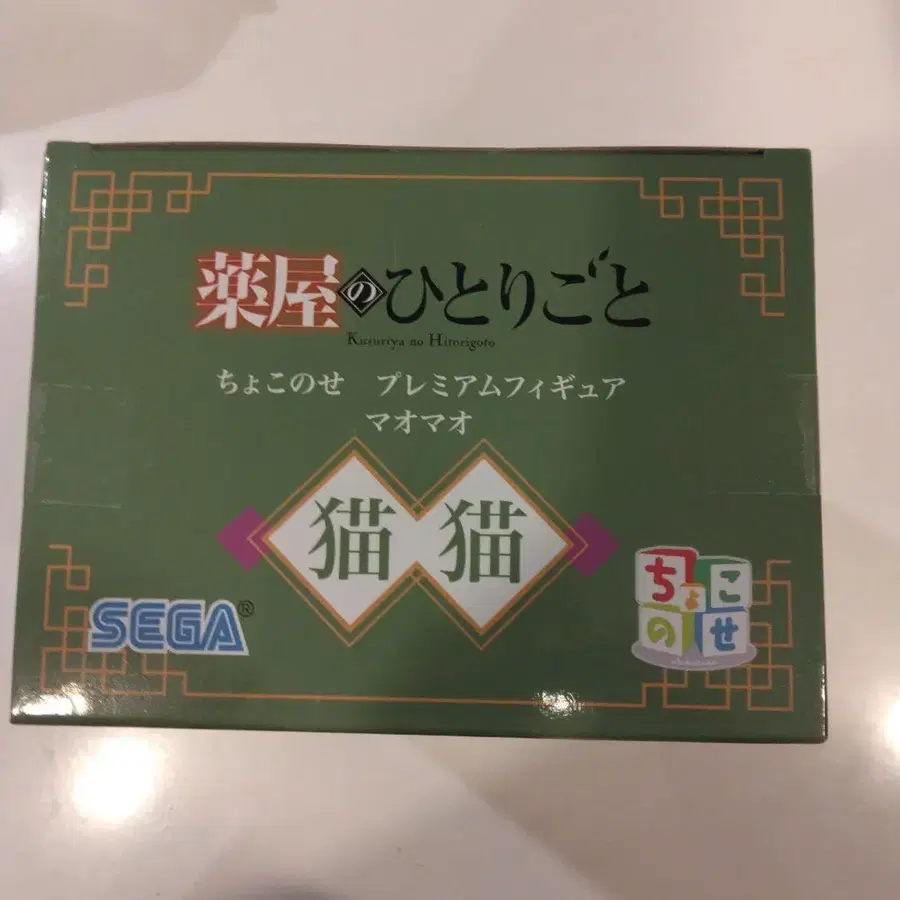 薬屋のひとりごと
Kusuriya no Hitorigoto
ちょこのせ プレミアムフィギュア
マオマオ
猫猫
SEGA®
ちょこ
のせ